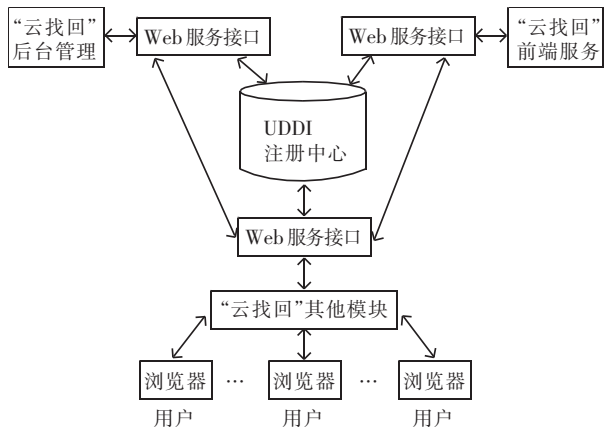 “云找回”
后台管理
Web服务接口
Web服务接口
“云找回”
前端服务
UDDI
注册中心
Web服务接口
“云找回”其他模块
浏览器 … 浏览器 … 浏览器
用户 用户 用户